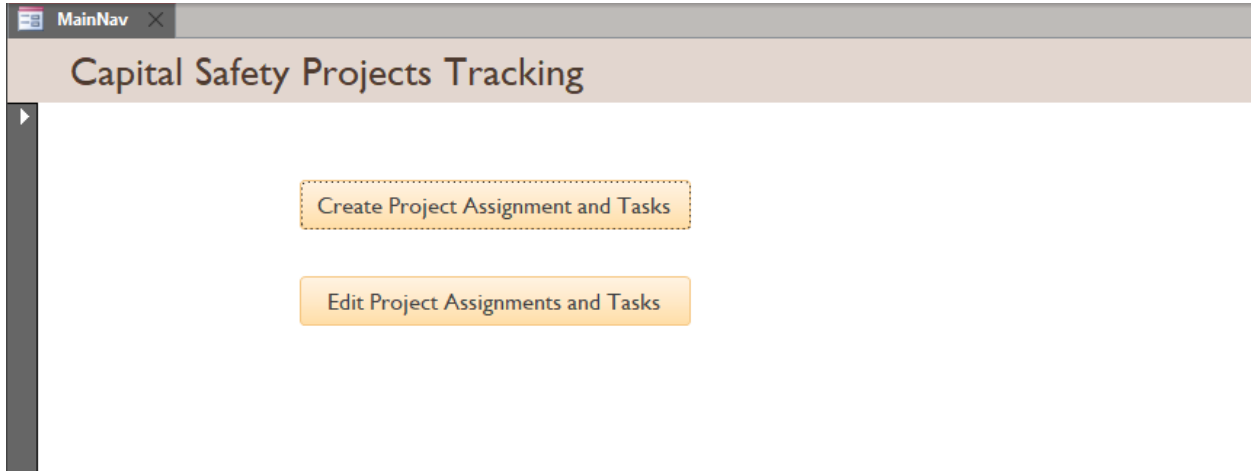 MainNav
Capital Safety Projects Tracking
Create Project Assignment and Tasks
Edit Project Assignments and Tasks